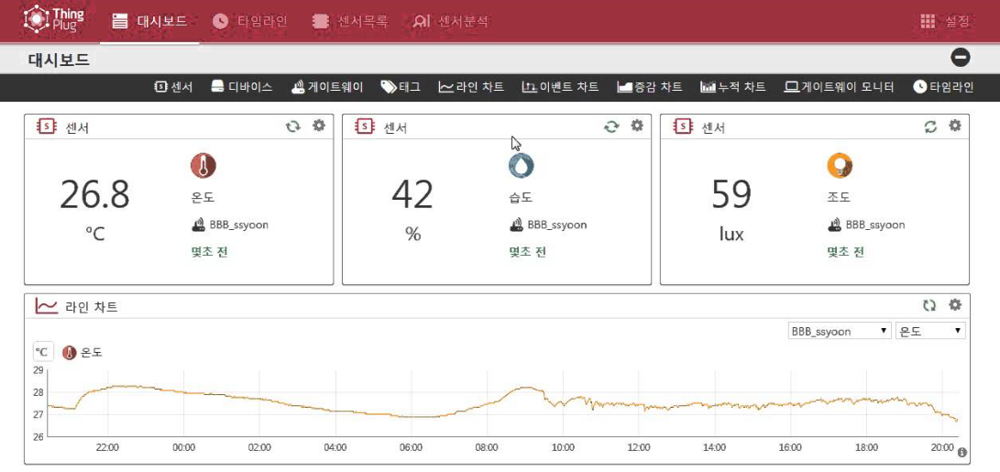 Thing
Plug
대시보드 타임라인 센서목록 센서분석 설정
대시보드
센서 디바이스 게이트웨이 태그 라인 차트 이벤트 차트 증감 차트 누적 차트 게이트웨이 모니터 타임라인
S 센서
26.8
°C
온도
BBB_ssyoon
몇초 전
S 센서
42
%
습도
BBB_ssyoon
몇초 전
S 센서
59
lux
조도
BBB_ssyoon
몇초 전
라인 차트
BBB_ssyoon 온도
°C 온도
29
28
27
26
22:00 00:00 02:00 04:00 06:00 08:00 10:00 12:00 14:00 16:00 18:00 20:00